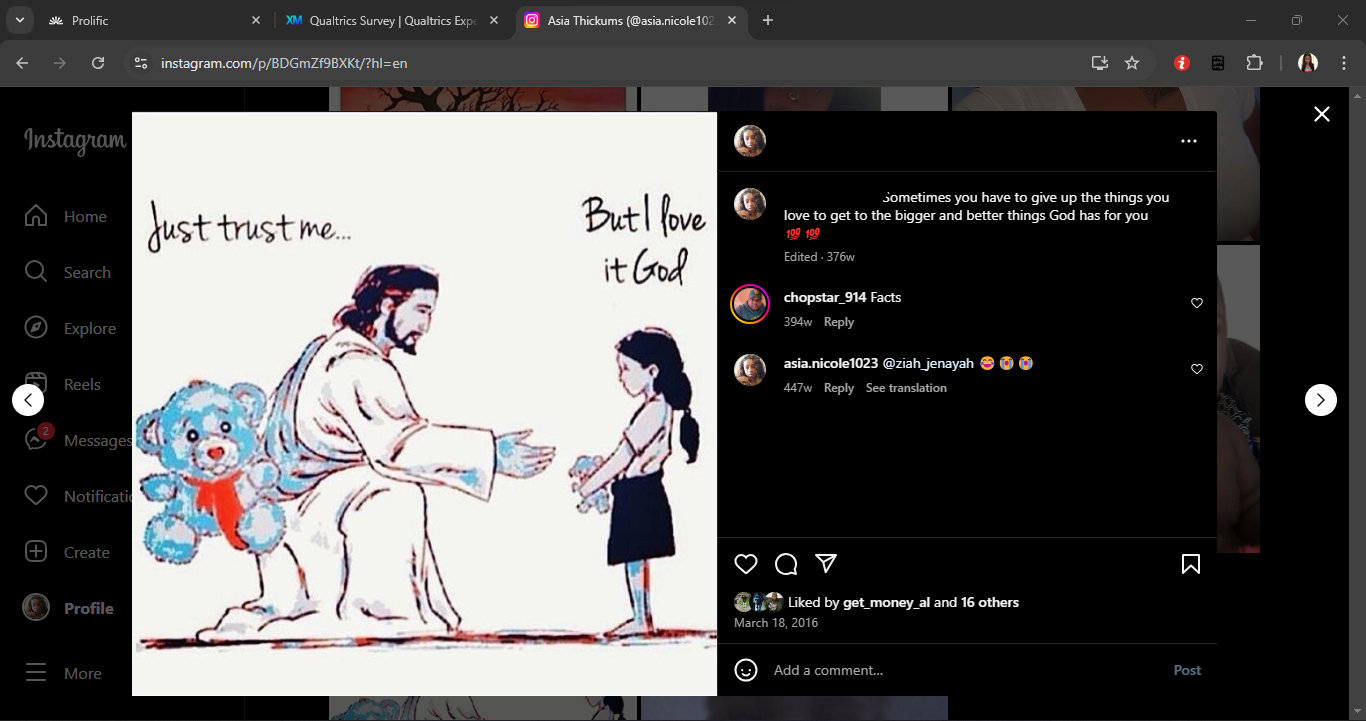 Prolific
Qualtrics Survey | Qualtrics Exp
Asia Thickums (@asia.nicole102
instagram.com/p/BDGmZf9BXKt/?hl=en
Instagram
Home
Search
Explore
Reels
2
Messages
Notificati
Create
Profile
More
Just trust me...
But I love
it God
Sometimes you have to give up the things you
love to get to the bigger and better things God has for you
💯 💯
Edited · 376w
chopstar_914 Facts
394w Reply
asia.nicole1023 @ziah_jenayah 😂 😭 😭
447w Reply See translation
Liked by get_money_al and 16 others
March 18, 2016
Add a comment...
Post